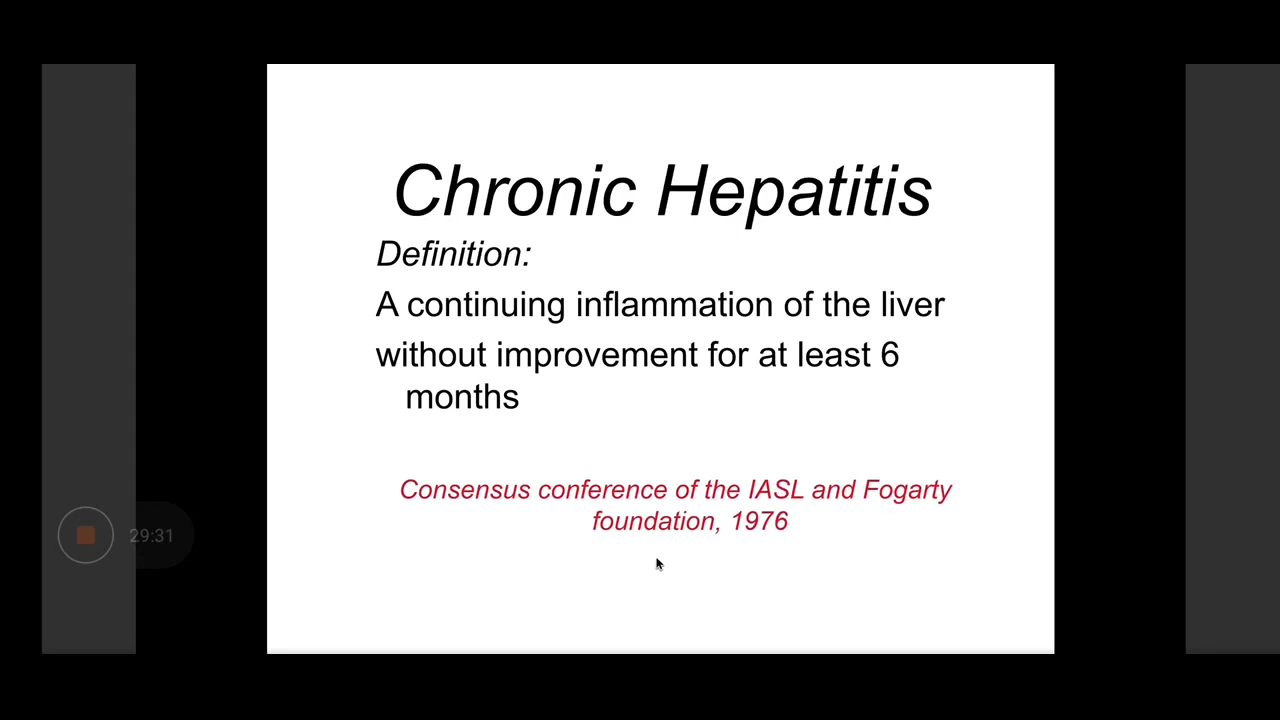 Chronic Hepatitis
Definition:
A continuing inflammation of the liver
without improvement for at least 6
months
Consensus conference of the IASL and Fogarty
foundation, 1976
29:31